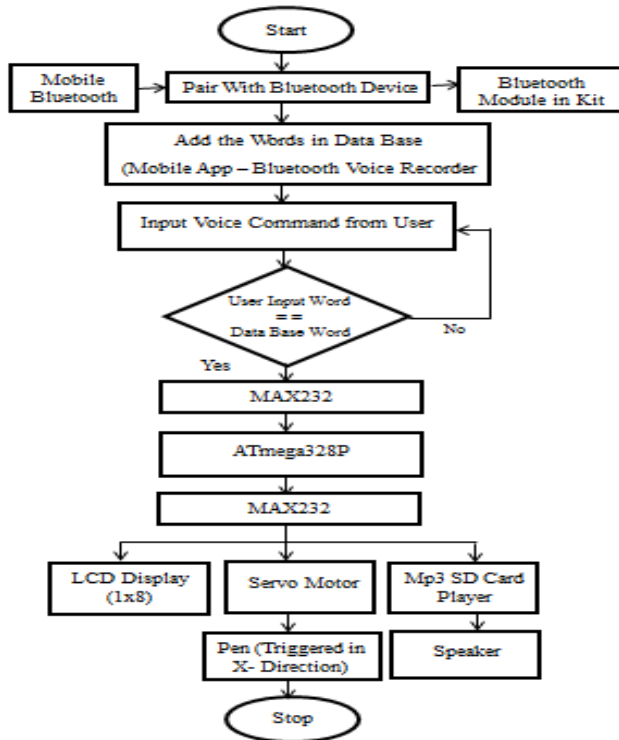 Start
Mobile
Bluetooth
Pair With Bluetooth Device
Bluetooth
Module in Kit
Add the Words in Data Base
(Mobile App – Bluetooth Voice Recorder
Input Voice Command from User
User Input Word
= =
Data Base Word
No
Yes
MAX232
ATmega328P
MAX232
LCD Display
(1x8)
Servo Motor
Mp3 SD Card
Player
Pen (Triggered in
X- Direction)
Speaker
Stop